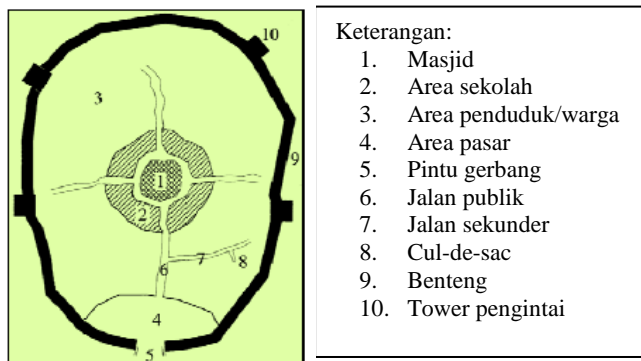 10
3
9
1
2
6
7
8
4
5
Keterangan:
1. Masjid
2. Area sekolah
3. Area penduduk/warga
4. Area pasar
5. Pintu gerbang
6. Jalan publik
7. Jalan sekunder
8. Cul-de-sac
9. Benteng
10. Tower pengintai